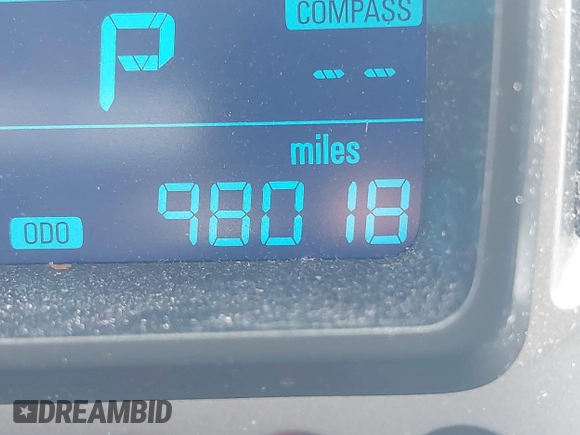 COMPASS
P
--
miles
ODO 98018
DREAMBID